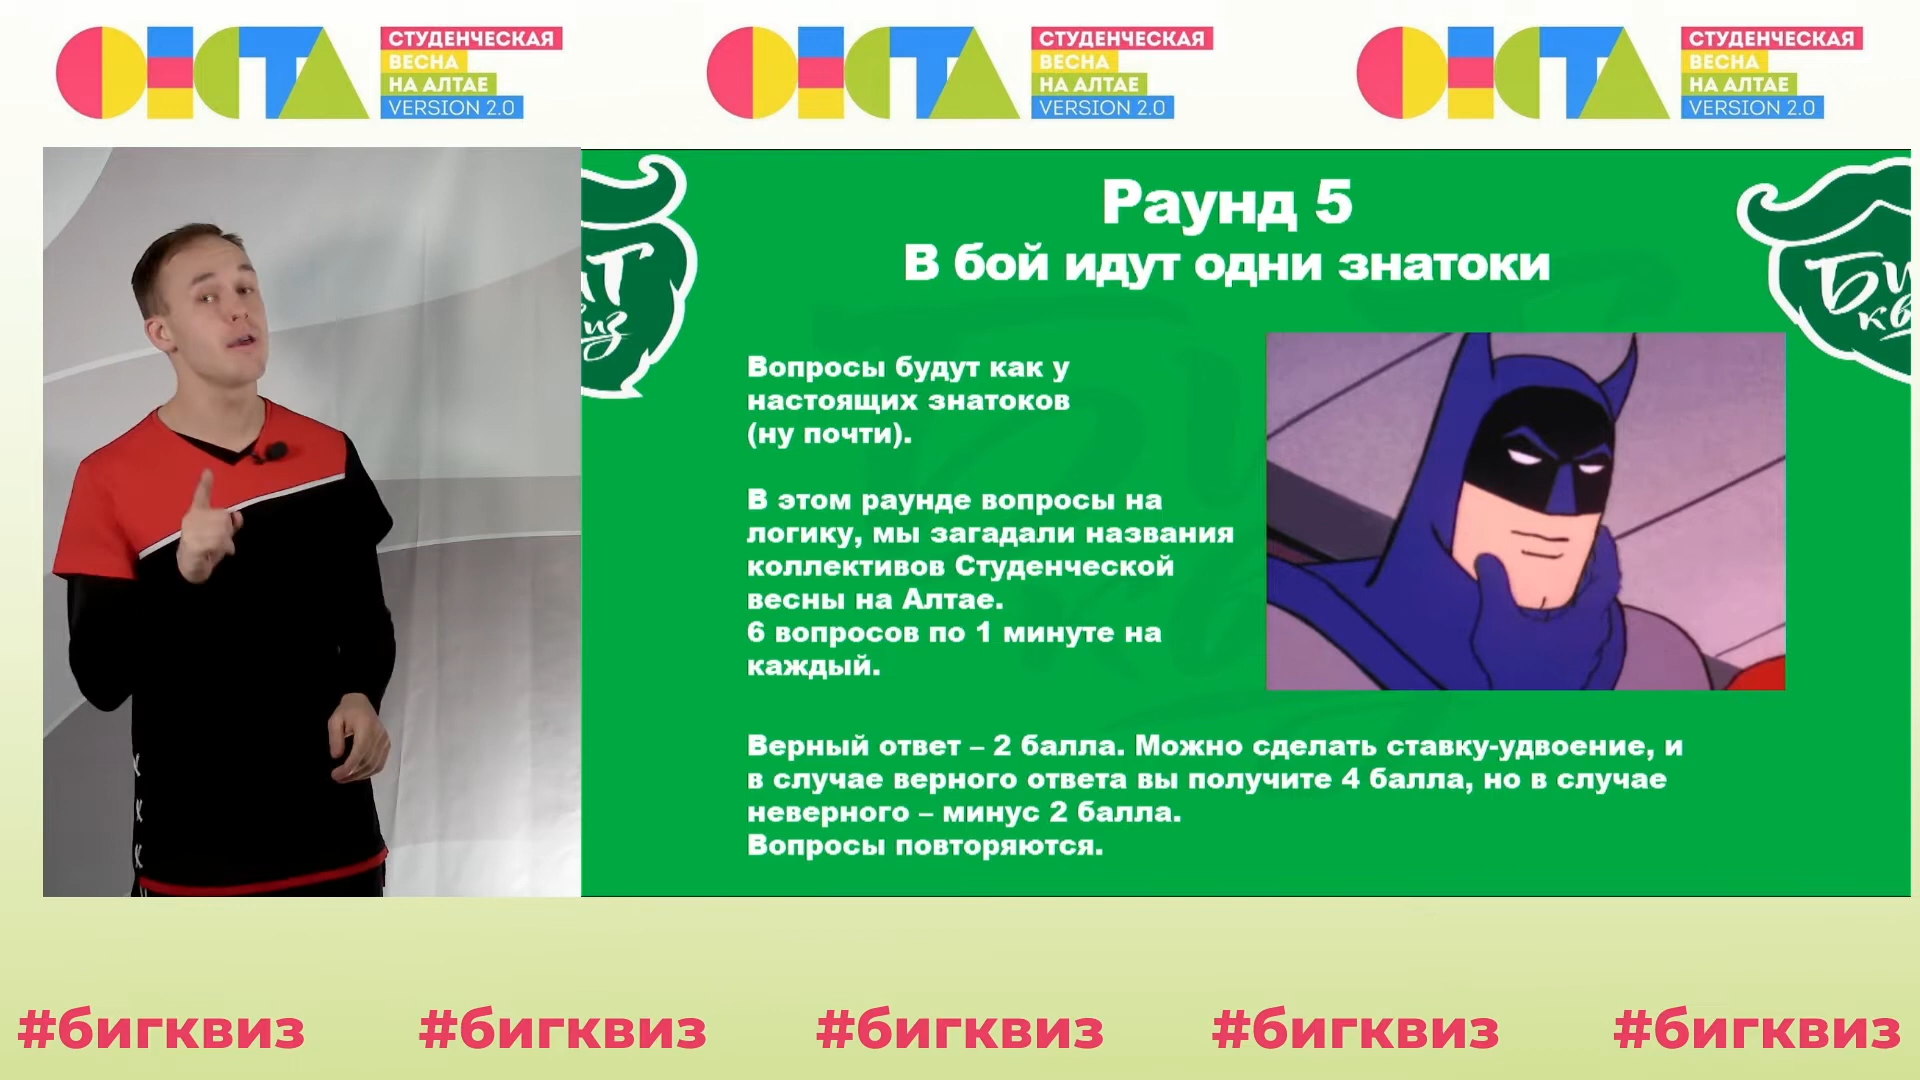 СТУДЕНЧЕСКАЯ
ВЕСНА
НА АЛТАЕ
VERSION 2.0
СТУДЕНЧЕСКАЯ
ВЕСНА
НА АЛТАЕ
VERSION 2.0
СТУДЕНЧЕСКАЯ
ВЕСНА
НА АЛТАЕ
VERSION 2.0
Раунд 5
В бой идут одни знатоки
Вопросы будут как у
настоящих знатоков
(ну почти).
В этом раунде вопросы на
логику, мы загадали названия
коллективов Студенческой
весны на Алтае.
6 вопросов по 1 минуте на
каждый.
Верный ответ – 2 балла. Можно сделать ставку-удвоение, и
в случае верного ответа вы получите 4 балла, но в случае
неверного – минус 2 балла.
Вопросы повторяются.
#бигквиз #бигквиз #бигквиз #бигквиз #бигквиз